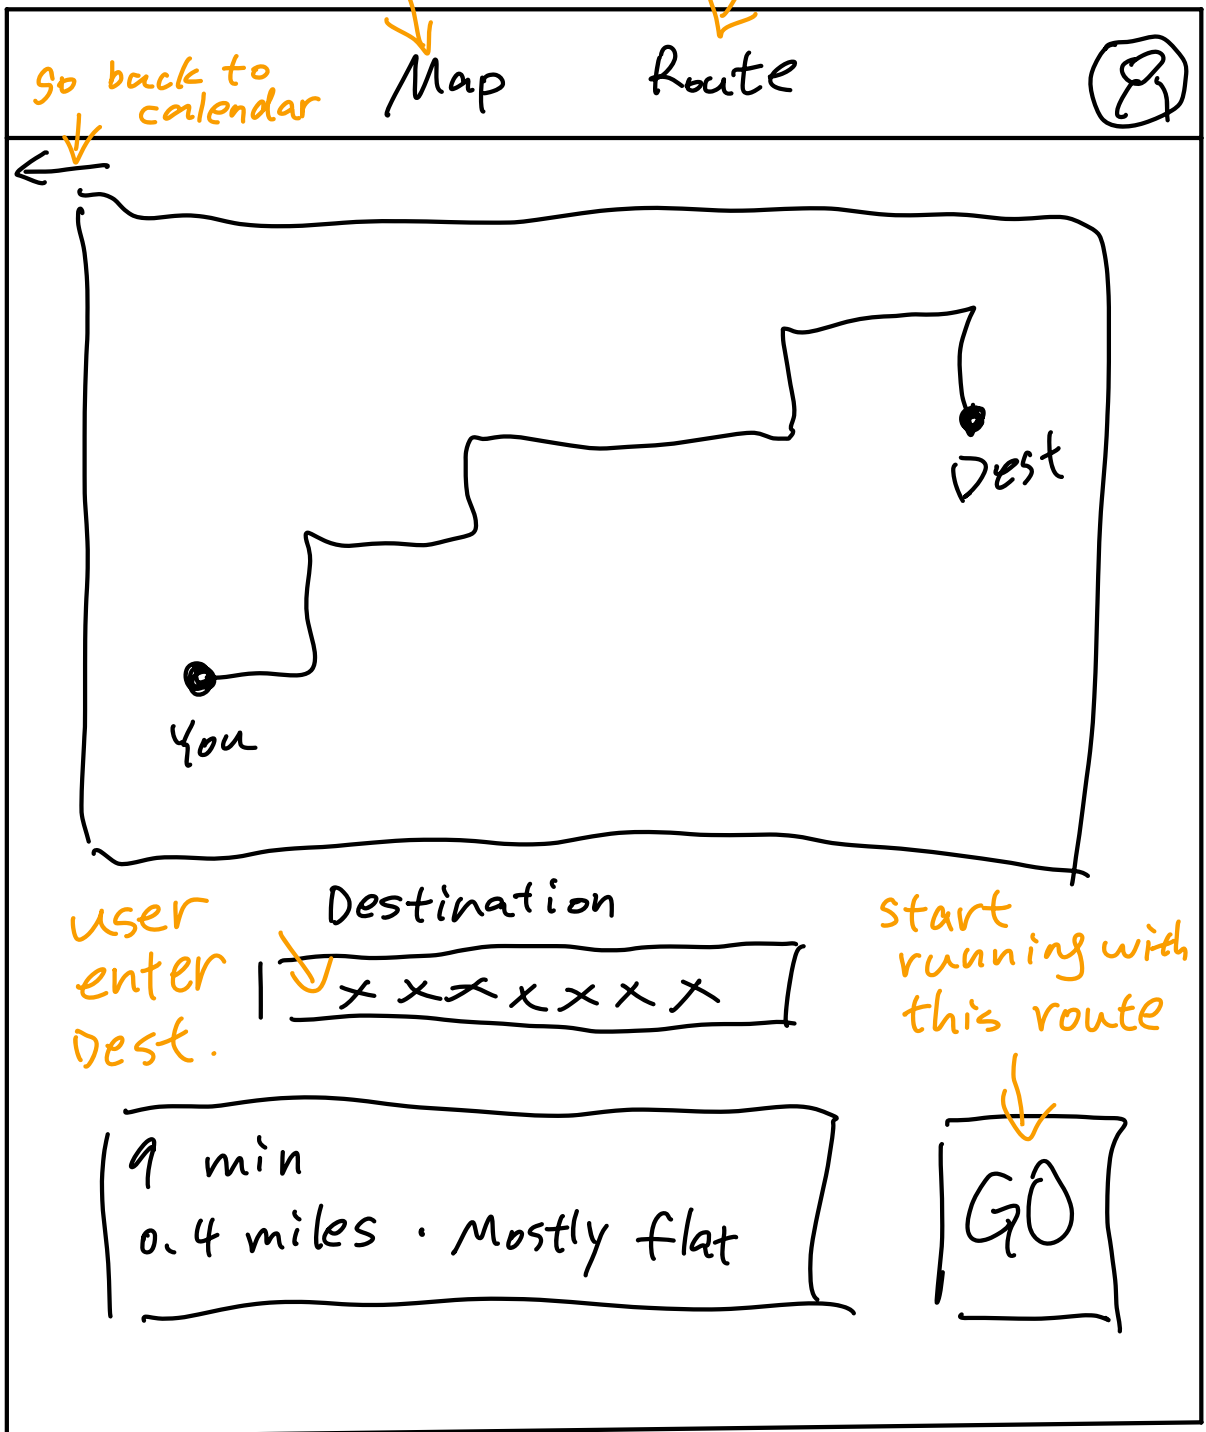 Map
Route
go back to
calendar
You
Dest
Destination
user
enter
Dest.
xxxxxxx
start
running with
this route
9 min
0.4 miles · Mostly flat
GO